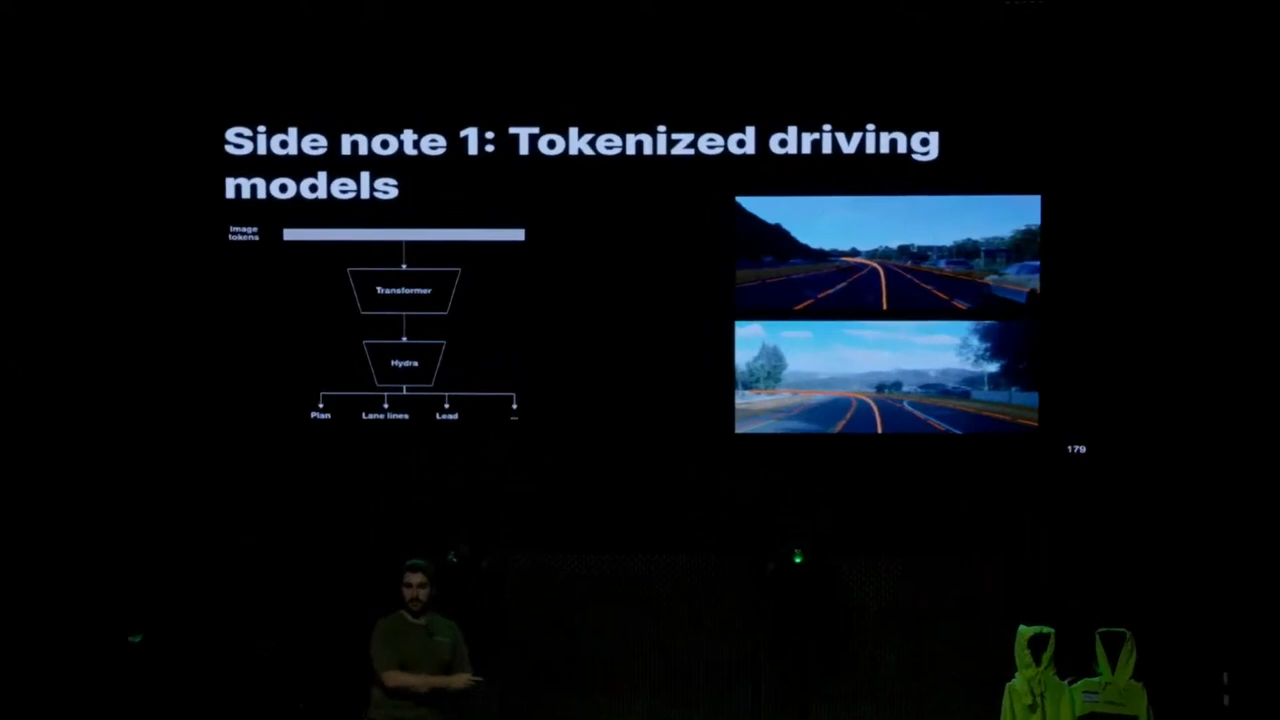 Side note 1: Tokenized driving
models
Image
tokens
Transformer
Hydra
Plan
Lane lines
Lead
...
179